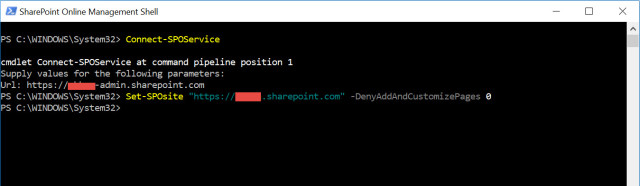 SharePoint Online Management Shell
PS C:\WINDOWS\System32> Connect-SPOService
cmdlet Connect-SPOService at command pipeline position 1
Supply values for the following parameters:
Url: https://-admin.sharepoint.com
PS C:\WINDOWS\System32> Set-SPOsite "https://.sharepoint.com" -DenyAddAndCustomizePages 0
PS C:\WINDOWS\System32>